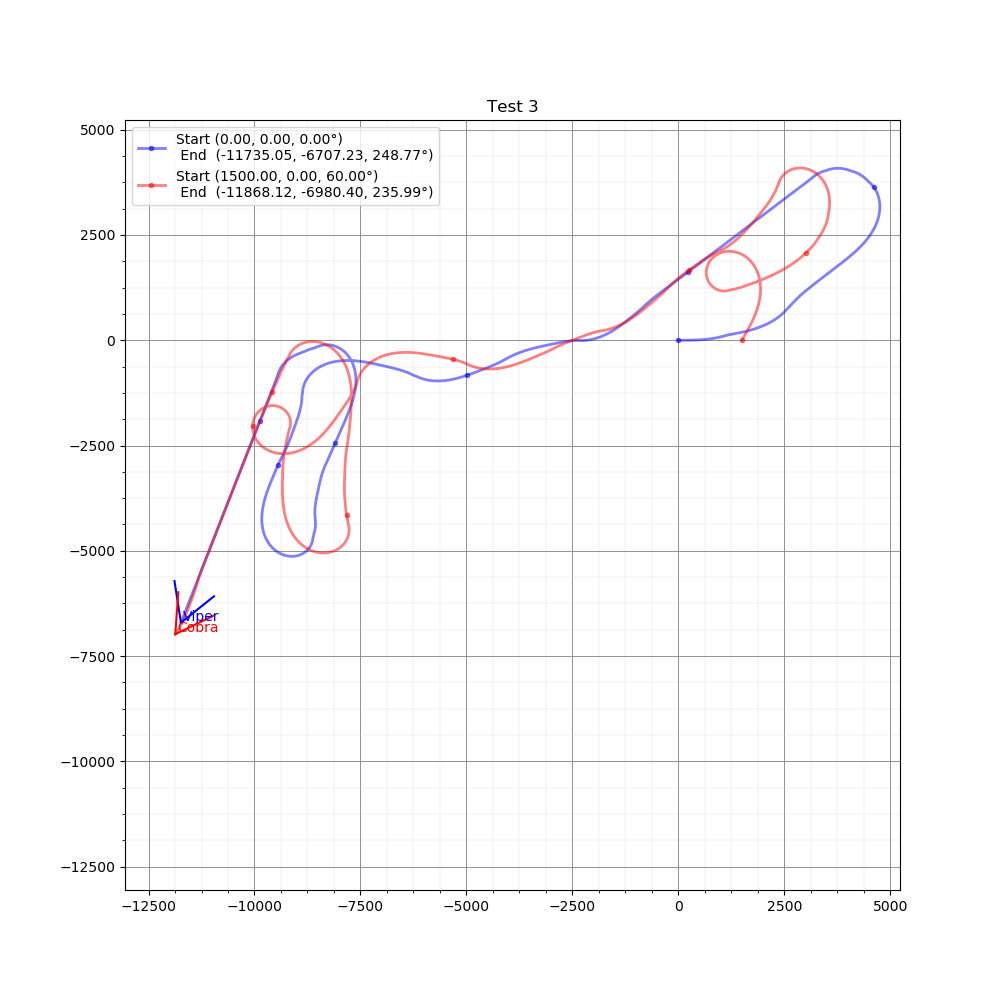 Test 3
Start (0.00, 0.00, 0.00°)
End (-11735.05, -6707.23, 248.77°)
Start (1500.00, 0.00, 60.00°)
End (-11868.12, -6980.40, 235.99°)
5000
2500
0
−2500
−5000
−7500
−10000
−12500
Viper
Cobra
−12500 −10000 −7500 −5000 −2500 0 2500 5000